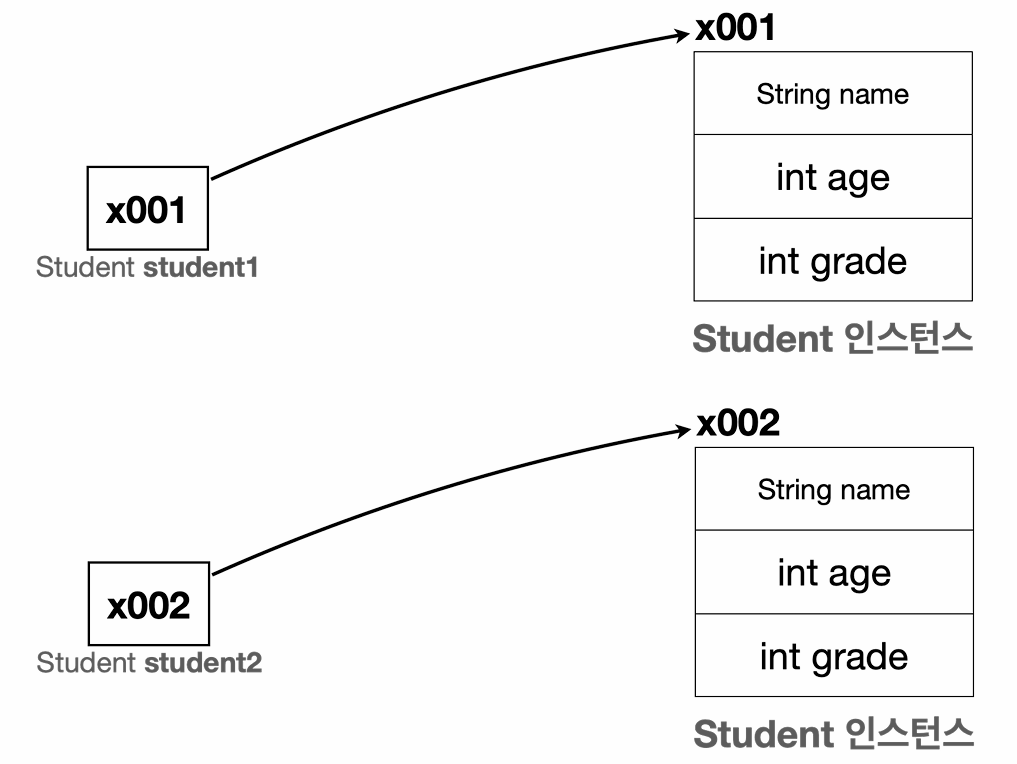 x001
String name
int age
int grade
Student 인스턴스
x001
Student student1
x002
String name
int age
int grade
Student 인스턴스
x002
Student student2